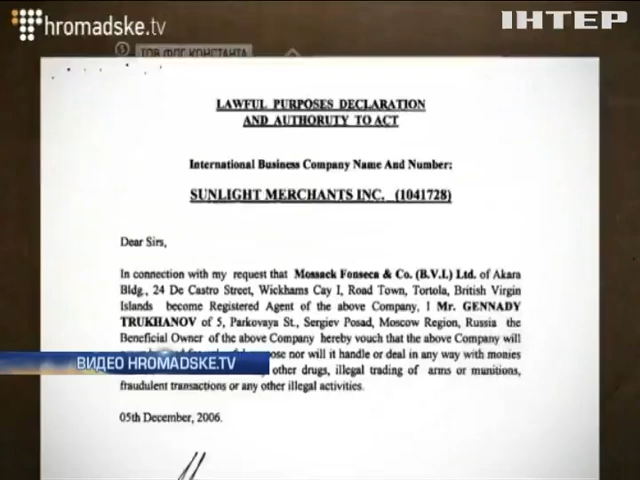 hromadske.tv
ІНТЕР
ТОВ ФПГ КОНСТАНТА
LAWFUL PURPOSES DECLARATION
AND AUTHORUTY TO ACT
International Business Company Name And Number:
SUNLIGHT MERCHANTS INC. (1041728)
Dear Sirs,
In connection with my request that Mossack Fonseca & Co. (B.V.I.) Ltd. of Akara
Bldg., 24 De Castro Street, Wickhams Cay I, Road Town, Tortola, British Virgin
Islands become Registered Agent of the above Company, I Mr. GENNADY
TRUKHANOV of 5, Parkovaya St., Sergiev Posad, Moscow Region, Russia the
Beneficial Owner of the above Company hereby vouch that the above Company will
nor will it handle or deal in any way with monies
ВИДЕО HROMADSKE.TV
other drugs, illegal trading of arms or munitions,
fraudulent transactions or any other illegal activities.
05th December, 2006.